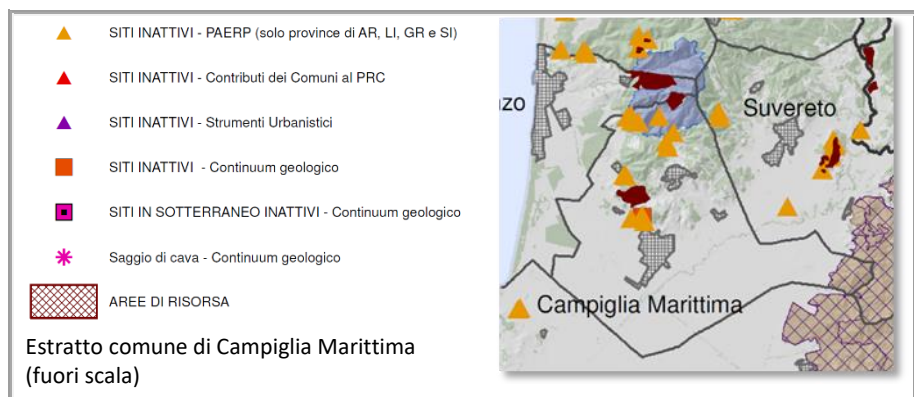 SITI INATTIVI - PAERP (solo province di AR, LI, GR e SI)
SITI INATTIVI - Contributi dei Comuni al PRC
SITI INATTIVI - Strumenti Urbanistici
SITI INATTIVI - Continuum geologico
SITI IN SOTTERRANEO INATTIVI - Continuum geologico
Saggio di cava - Continuum geologico
AREE DI RISORSA
Estratto comune di Campiglia Marittima
(fuori scala)
nzo
Suvereto
Campiglia Marittima